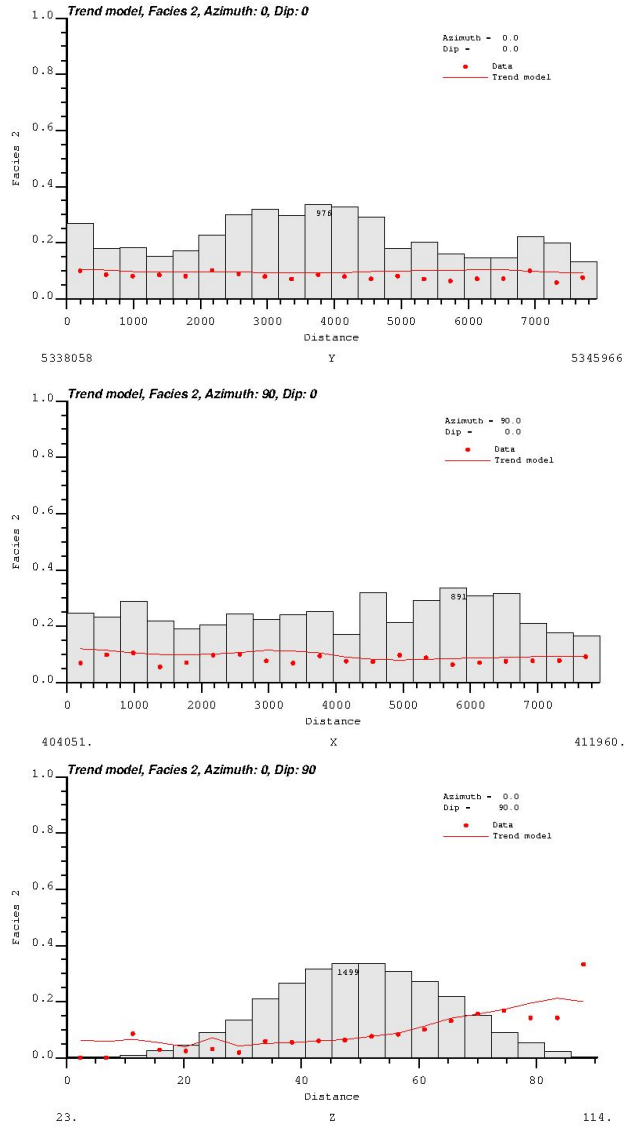 Trend model, Facies 2, Azimuth: 0, Dip: 0
1.0
Azimuth = 0.0
Dip = 0.0
Data
Trend model
0.8
0.6
Facies 2
0.4
976
0.2
0.0
0 1000 2000 3000 4000 5000 6000 7000
Distance
5338058 Y 5345966
Trend model, Facies 2, Azimuth: 90, Dip: 0
1.0
Azimuth = 90.0
Dip = 0.0
Data
Trend model
0.8
0.6
Facies 2
0.4
891
0.2
0.0
0 1000 2000 3000 4000 5000 6000 7000
Distance
404051. X 411960.
Trend model, Facies 2, Azimuth: 0, Dip: 90
1.0
Azimuth = 0.0
Dip = 90.0
Data
Trend model
0.8
0.6
Facies 2
0.4
1499
0.2
0.0
0 20 40 60 80
Distance
23. Z 114.